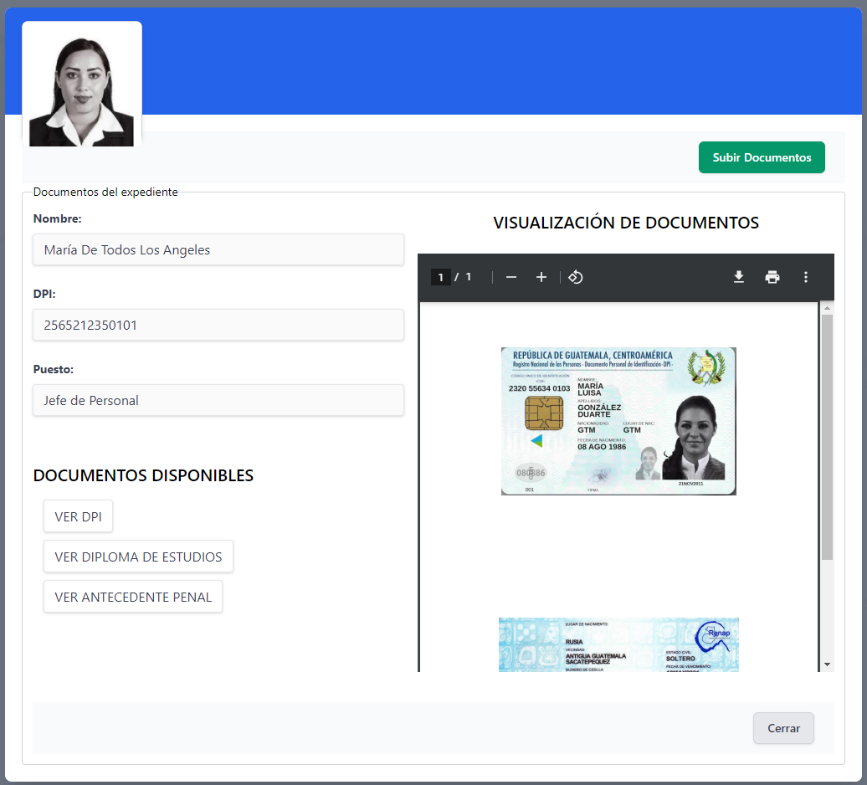 Subir Documentos
Documentos del expediente
Nombre:
María De Todos Los Angeles
DPI:
2565212350101
Puesto:
Jefe de Personal
DOCUMENTOS DISPONIBLES
VER DPI
VER DIPLOMA DE ESTUDIOS
VER ANTECEDENTE PENAL
VISUALIZACIÓN DE DOCUMENTOS
1 / 1
REPÚBLICA DE GUATEMALA, CENTROAMÉRICA
Registro Nacional de las Personas - Documento Personal de Identificación -DPI-
2320 55634 0103
NOMBRE:
MARÍA
LUISA
APELLIDOS:
GONZÁLEZ
DUARTE
NACIONALIDAD:
GTM
GTM
FECHA DE NACIMIENTO:
08 AGO 1986
080886
LUGAR DE NACIMIENTO:
RUSIA
ANTIGUA GUATEMALA
SACATEPEQUEZ
Renap
ESTADO CIVIL:
SOLTERO
FECHA DE VENCIMIENTO:
Cerrar